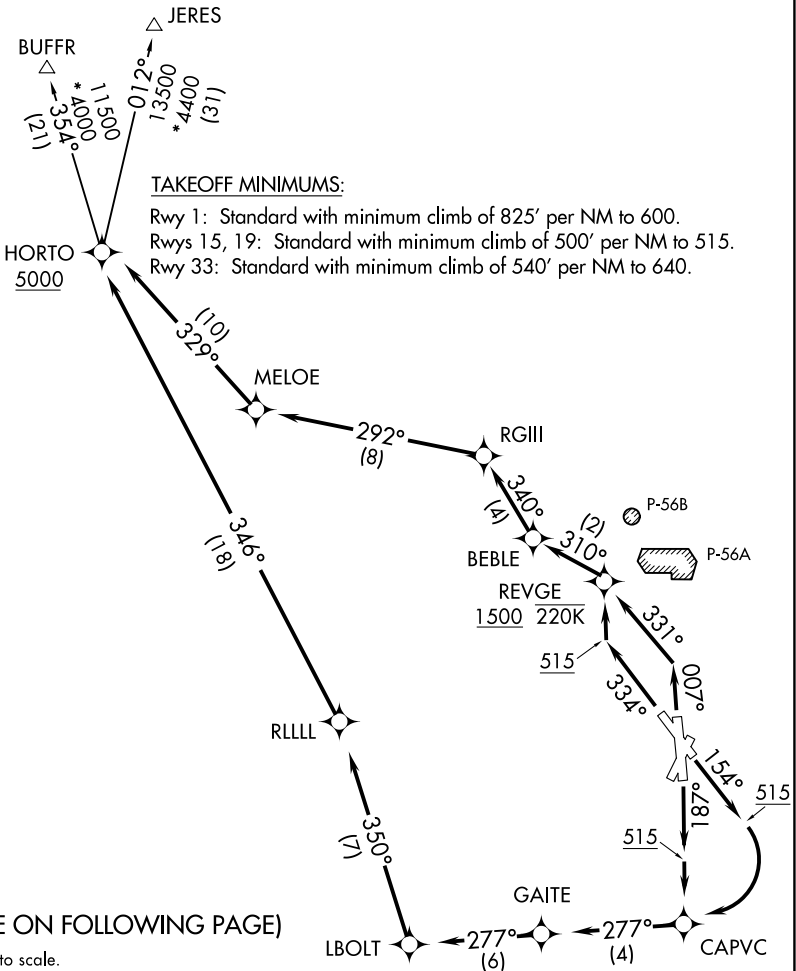 JERES
BUFFR
012°
13500
*4400
(31)
11500
*4000
354°
(21)
TAKEOFF MINIMUMS:
Rwy 1: Standard with minimum climb of 825' per NM to 600.
Rwys 15, 19: Standard with minimum climb of 500' per NM to 515.
Rwy 33: Standard with minimum climb of 540' per NM to 640.
HORTO
5000
(10)
329°
MELOE
292°
(8)
RGIII
340°
(4)
P-56B
(2)
310°
P-56A
BEBLE
REVGE
1500 220K
346°
(18)
331°
515
334°
007°
RLLLL
154°
187°
515
515
350°
(7)
GAITE
E ON FOLLOWING PAGE)
LBOLT
277°
(6)
277°
(4)
CAPVC
to scale.